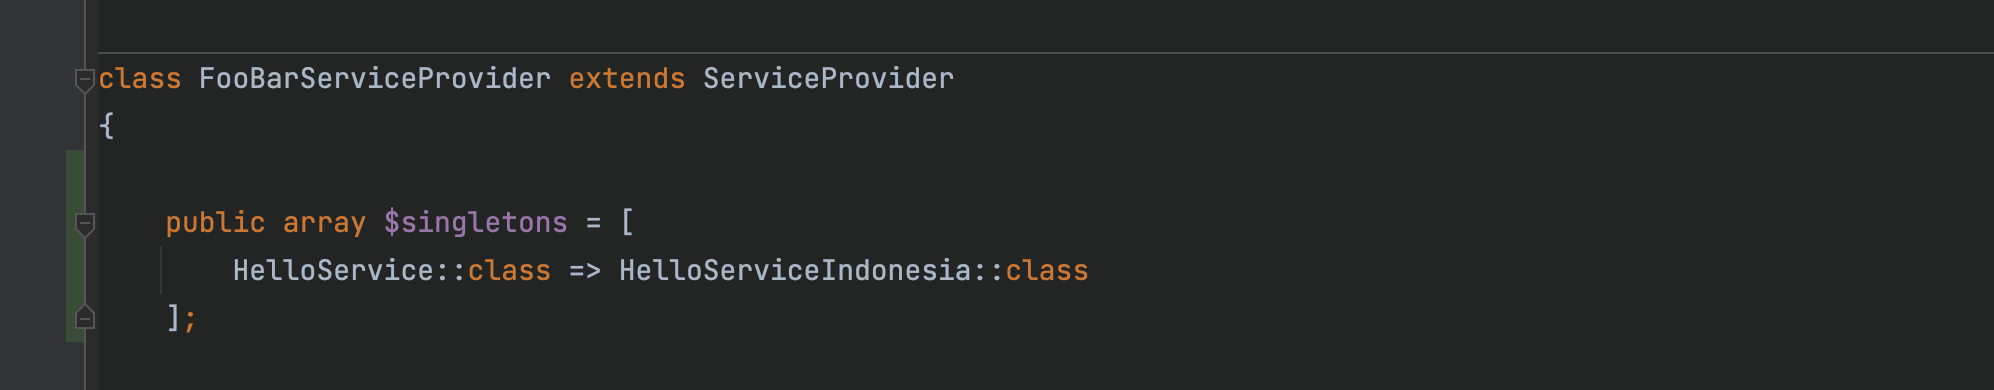 class FooBarServiceProvider extends ServiceProvider
{
public array $singletons = [
HelloService::class => HelloServiceIndonesia::class
];